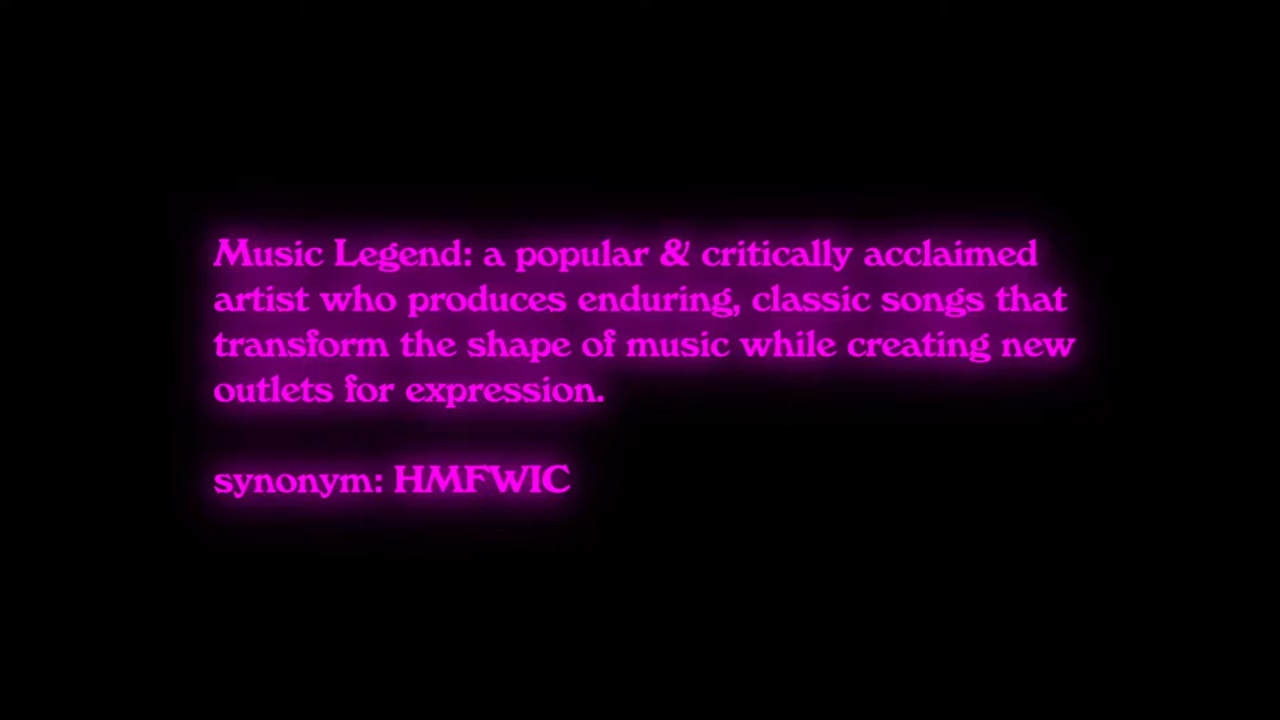 Music Legend: a popular & critically acclaimed
artist who produces enduring, classic songs that
transform the shape of music while creating new
outlets for expression.
synonym: HMFWIC